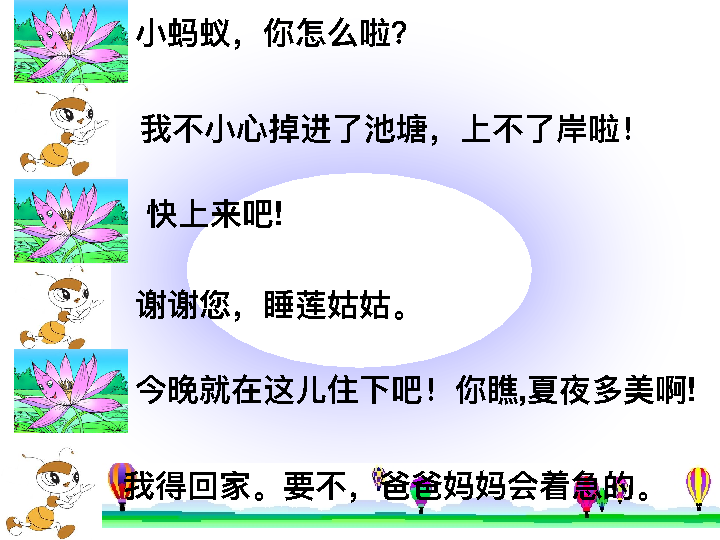 小蚂蚁，你怎么啦？
我不小心掉进了池塘，上不了岸啦！
快上来吧!
谢谢您，睡莲姑姑。
今晚就在这儿住下吧！你瞧,夏夜多美啊!
我得回家。要不，爸爸妈妈会着急的。